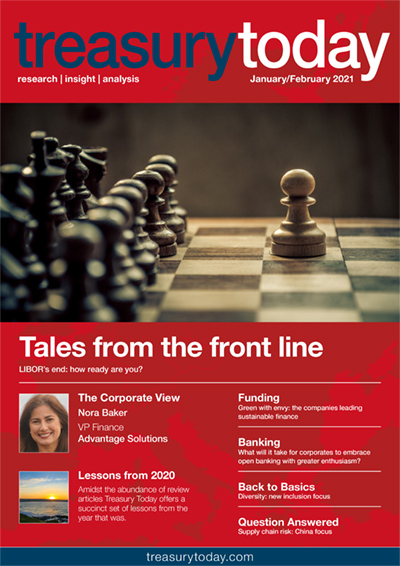 treasurytoday
research | insight | analysis
January/February 2021
Tales from the front line
LIBOR's end: how ready are you?
The Corporate View
Nora Baker
VP Finance
Advantage Solutions
Lessons from 2020
Amidst the abundance of review
articles Treasury Today offers a
succinct set of lessons from the
year that was.
Funding
Green with envy: the companies leading
sustainable finance
Banking
What will it take for corporates to embrace
open banking with greater enthusiasm?
Back to Basics
Diversity: new inclusion focus
Question Answered
Supply chain risk: China focus
treasurytoday.com